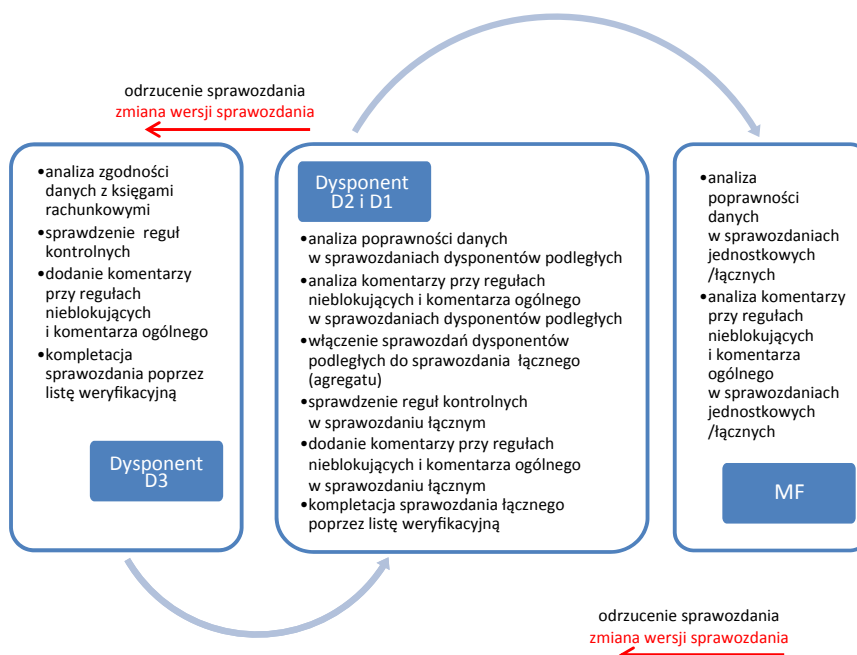 odrzucenie sprawozdania
zmiana wersji sprawozdania
•analiza zgodności
danych z księgami
rachunkowymi
•sprawdzenie reguł
kontrolnych
•dodanie komentarzy
przy regułach
nieblokujących
i komentarza ogólnego
•kompletacja
sprawozdania poprzez
listę weryfikacyjną
Dysponent
D3
Dysponent
D2 i D1
•analiza poprawności danych
w sprawozdaniach dysponentów podległych
•analiza komentarzy przy regułach
nieblokujących i komentarza ogólnego
w sprawozdaniach dysponentów podległych
•włączenie sprawozdań dysponentów
podległych do sprawozdania łącznego
(agregatu)
•sprawdzenie reguł kontrolnych
w sprawozdaniu łącznym
•dodanie komentarzy przy regułach
nieblokujących i komentarza ogólnego
w sprawozdaniu łącznym
•kompletacja sprawozdania łącznego
poprzez listę weryfikacyjną
•analiza
poprawności
danych
w sprawozdaniach
jednostkowych
/łącznych
•analiza komentarzy
przy regułach
nieblokujących
i komentarza
ogólnego
w sprawozdaniach
jednostkowych
/łącznych
MF
odrzucenie sprawozdania
zmiana wersji sprawozdania